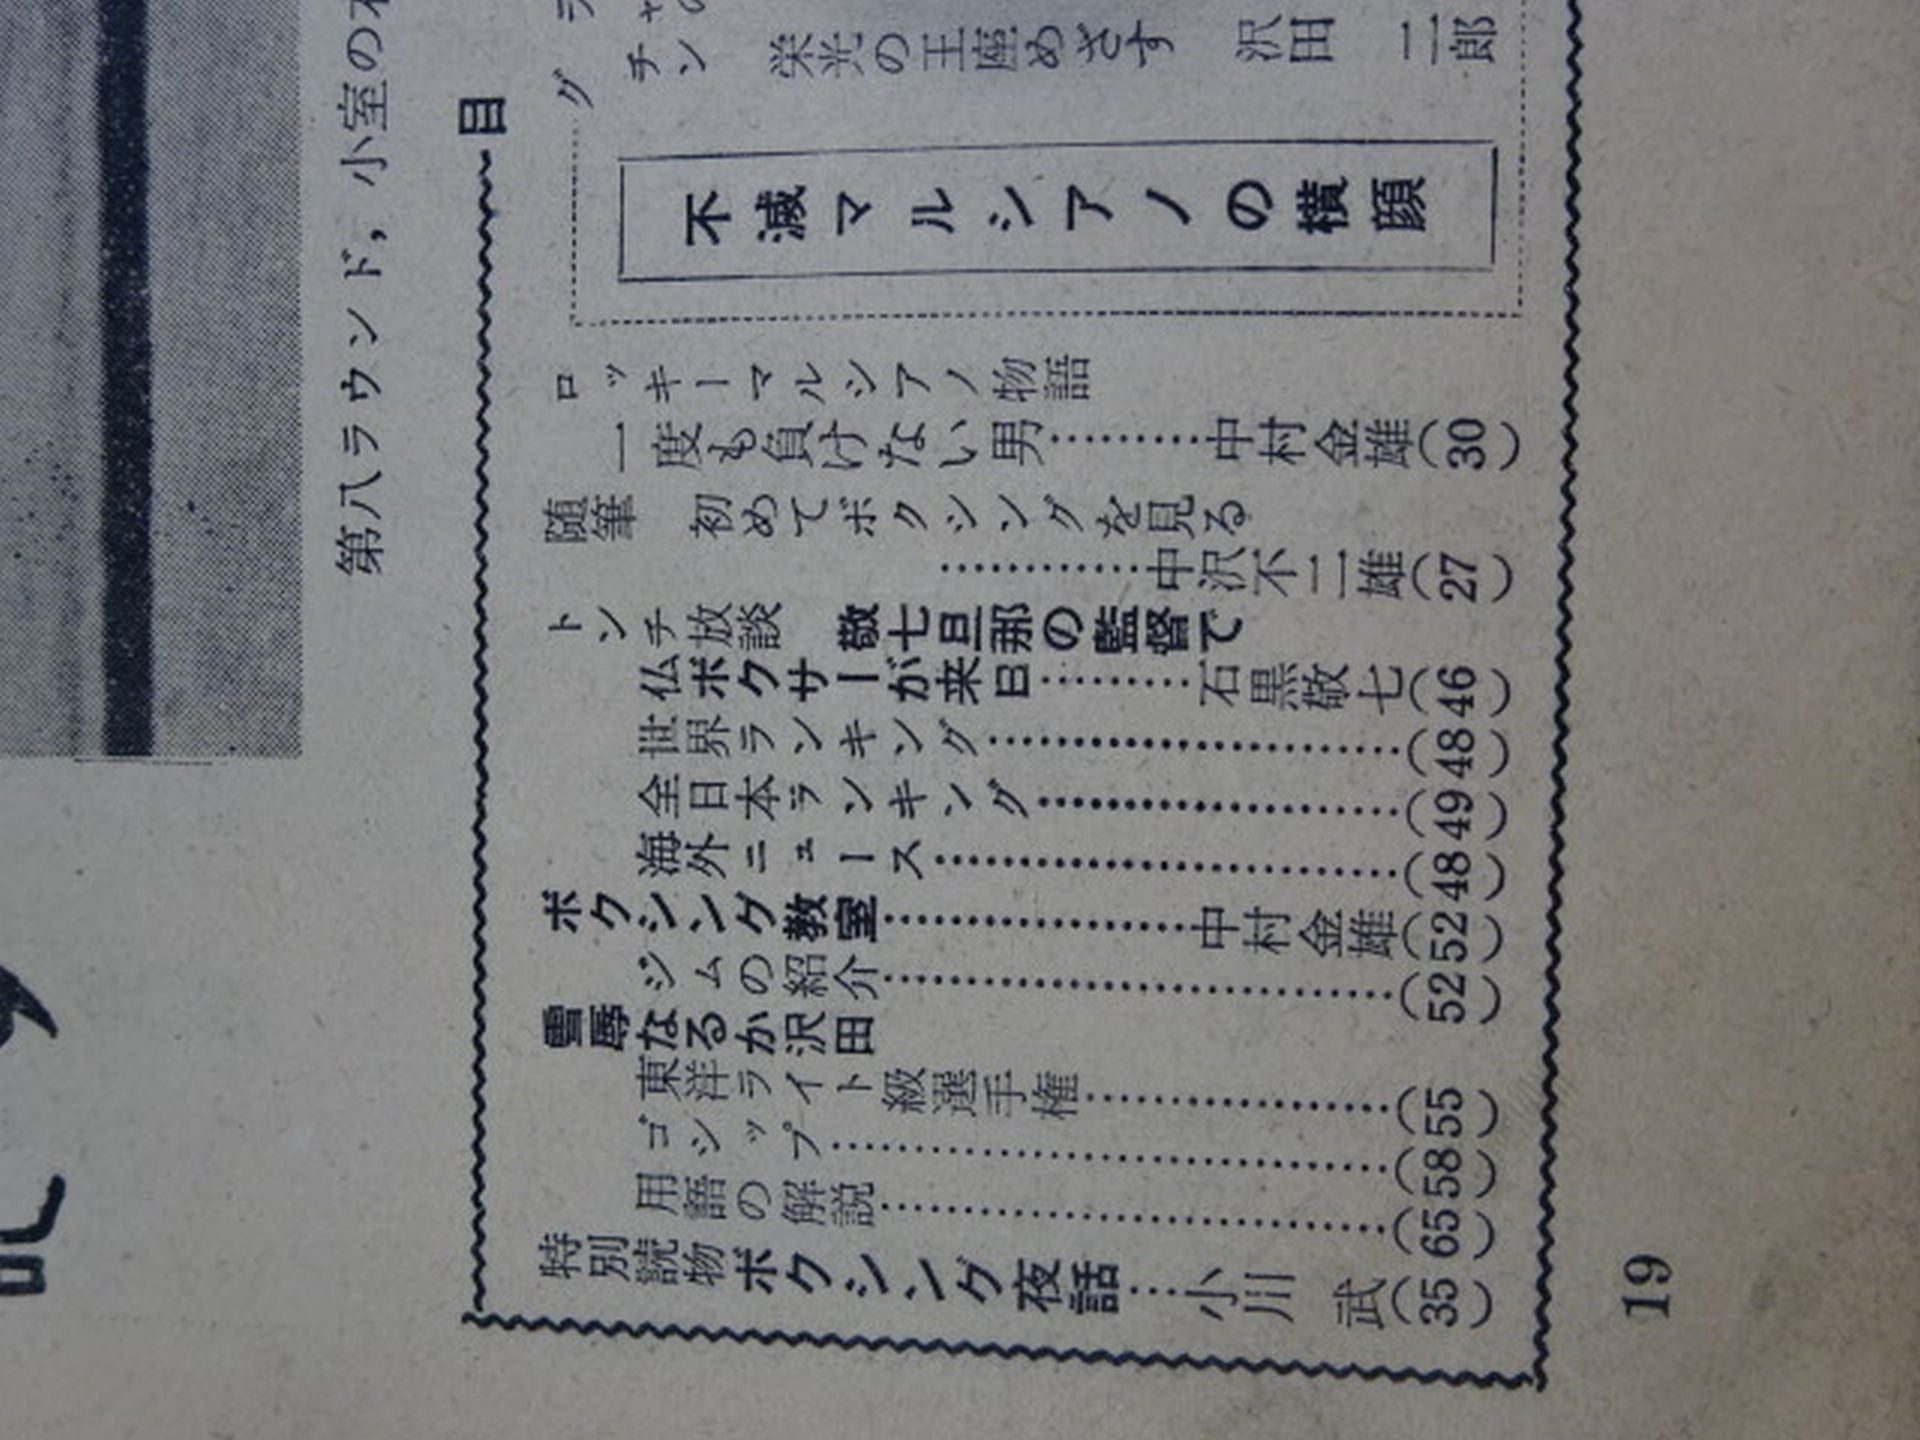 目
グラ
チャン
栄光の王座めざす 沢田 二郎
不滅マルシアノの横顔
ロッキーマルシアノ物語
一度も負けない男………中村金雄(30)
随筆 初めてボクシングを見る
…………中沢不二雄(27)
トンチ放談 敬七旦那の監督で
仏ボクサーが来日………石黒敬七(46)
世界ランキング………………………(48)
全日本ランキング……………………(49)
海外ニュース…………………………(48)
ボクシング教室………………中村金雄(52)
ジムの紹介……………………………(52)
雪辱なるか沢田
東洋ライト級選手権…………………(55)
ゴシップ………………………………(58)
用語の解説……………………………(65)
特別読物ボクシング夜話…小川 武(35)
第八ラウンド，小室の
19